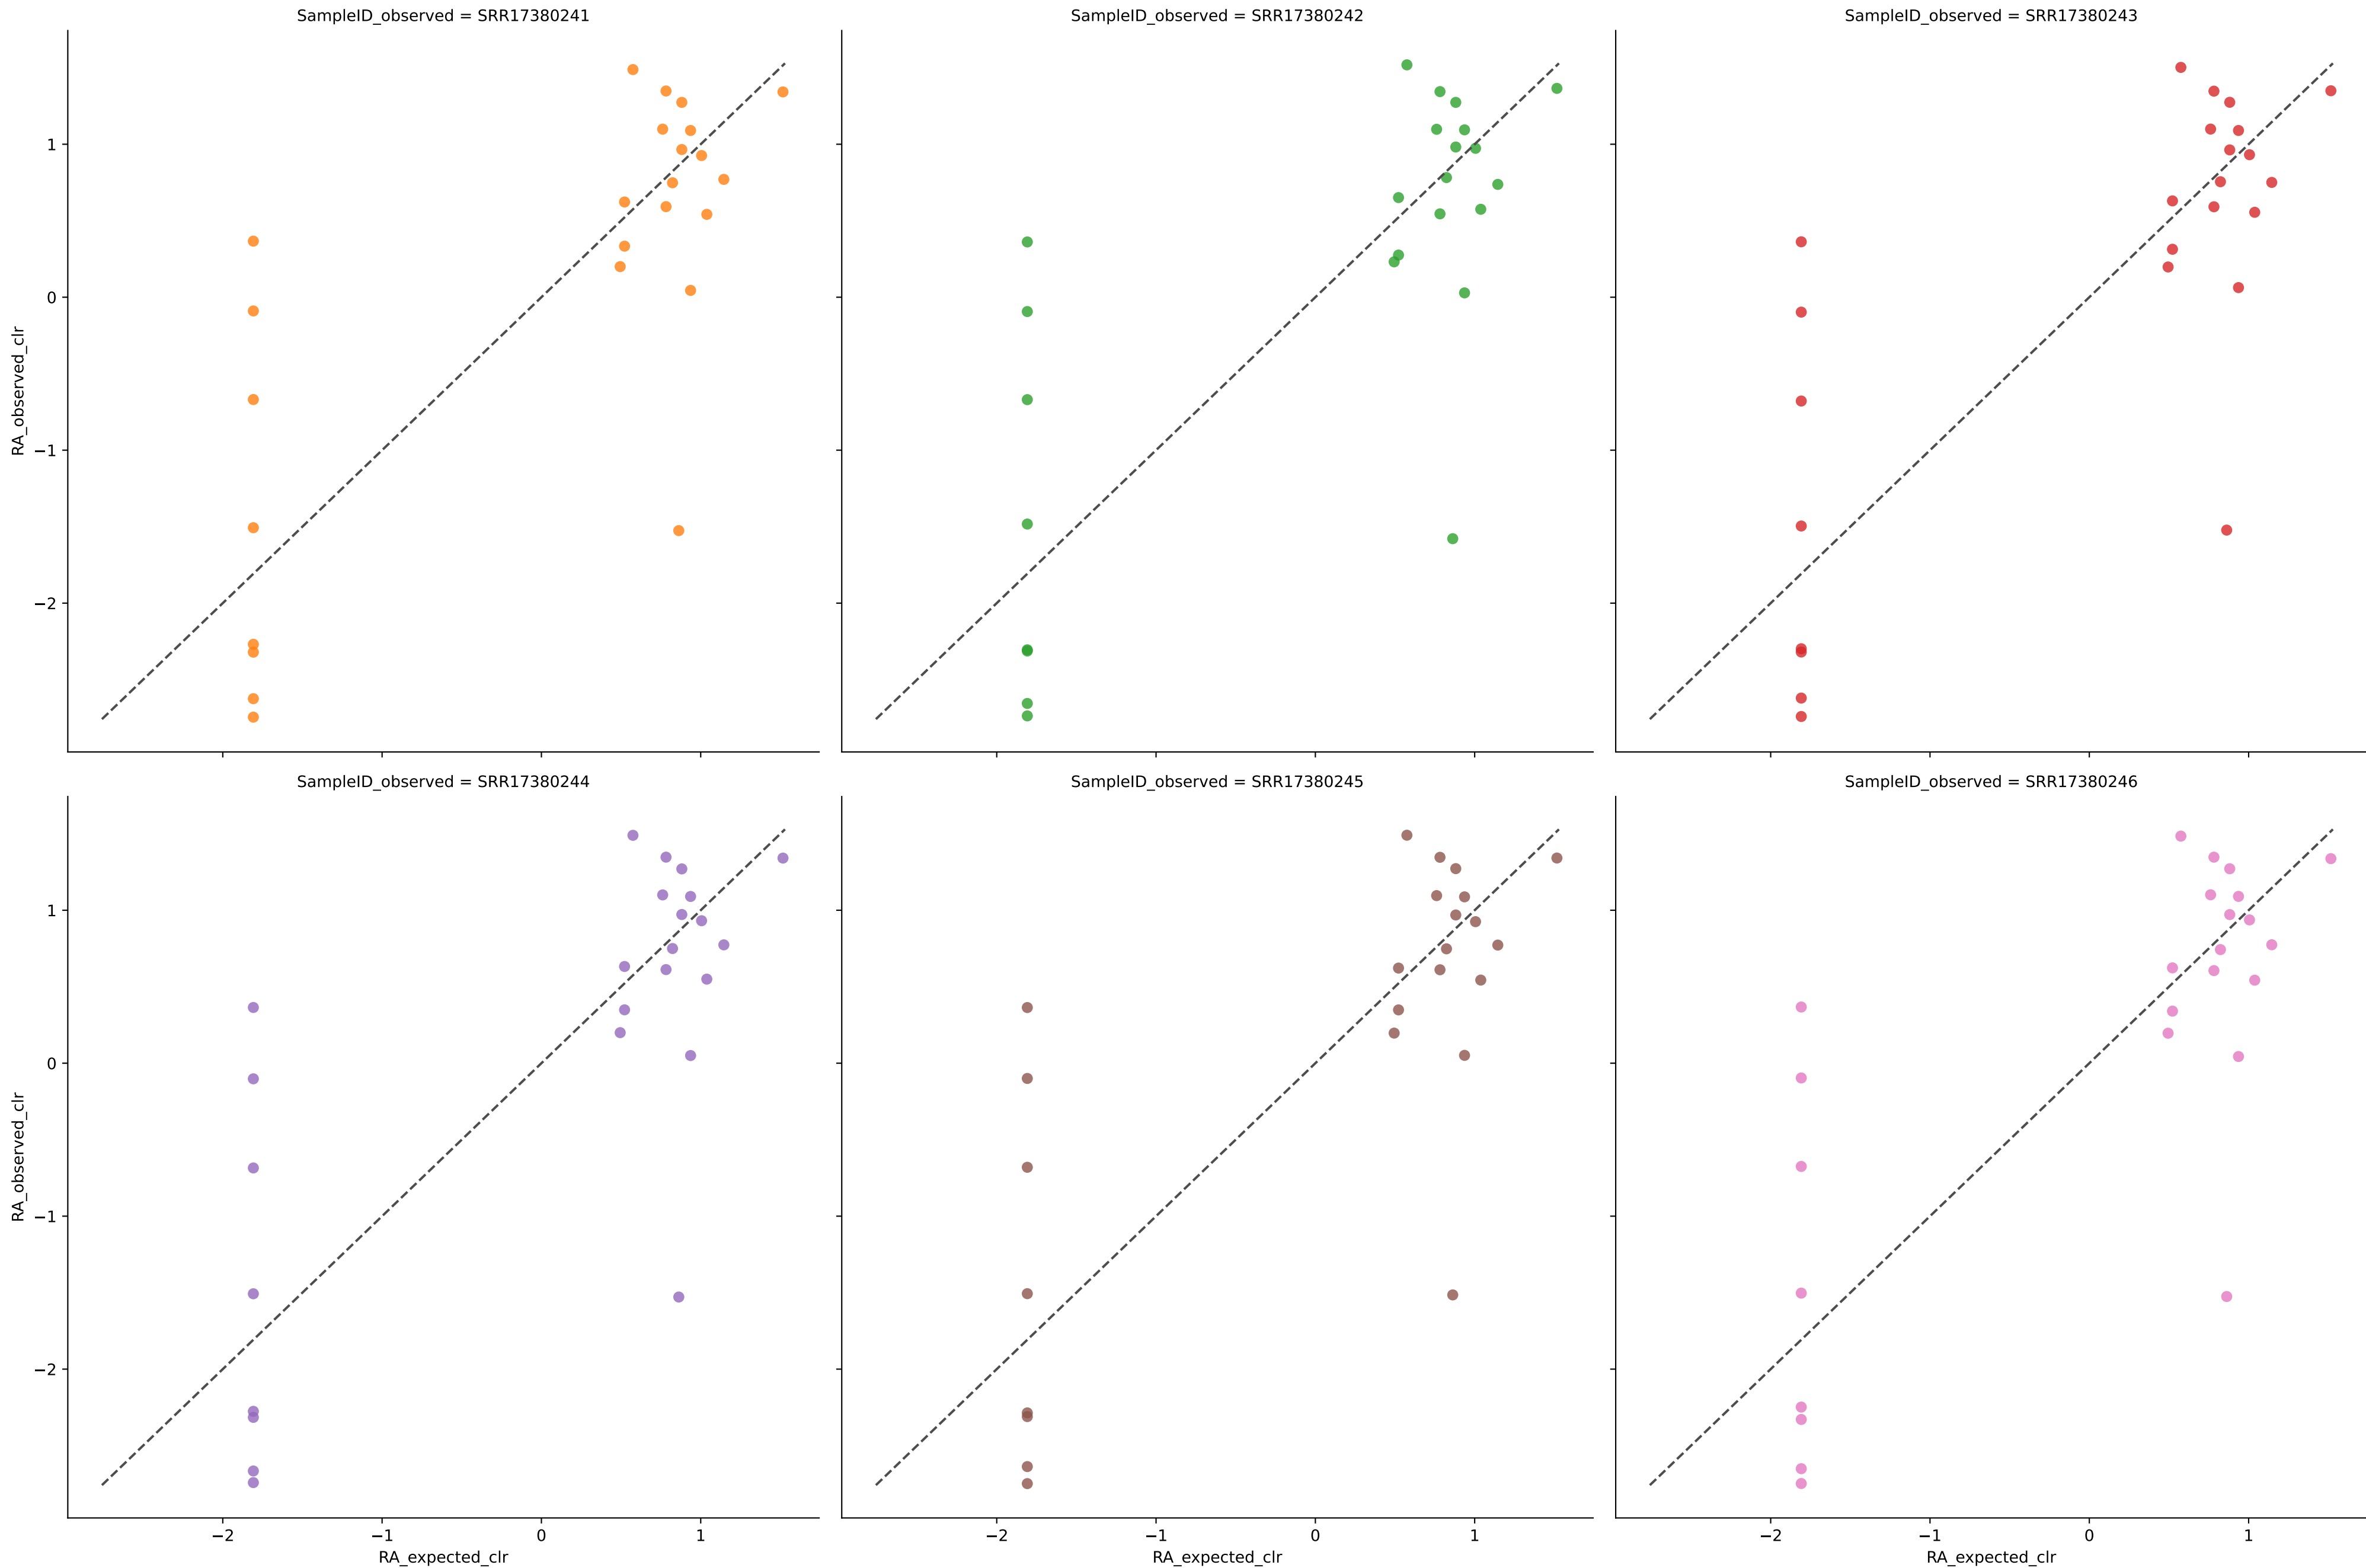 SampleID_observed = SRR17380241
SampleID_observed = SRR17380242
SampleID_observed = SRR17380243
RA_observed_clr
1
0
−1
−2
SampleID_observed = SRR17380244
SampleID_observed = SRR17380245
SampleID_observed = SRR17380246
RA_observed_clr
1
0
−1
−2
−2 −1 0 1
−2 −1 0 1
−2 −1 0 1
RA_expected_clr
RA_expected_clr
RA_expected_clr